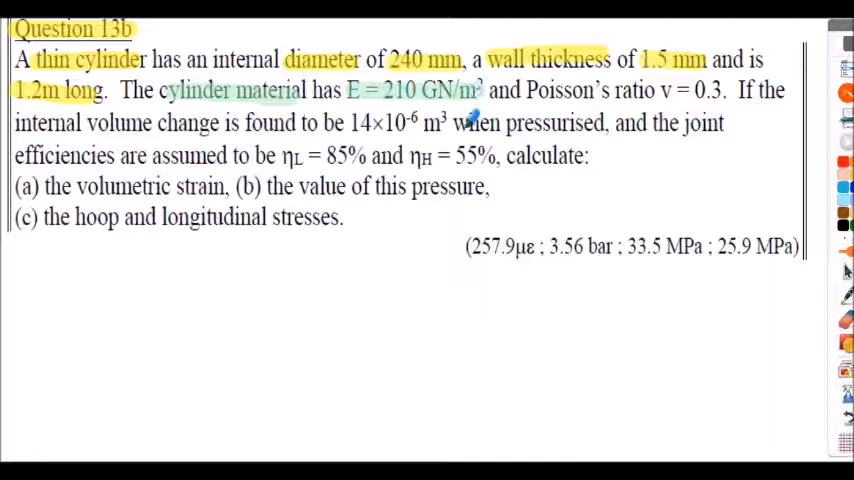 Question 13b
A thin cylinder has an internal diameter of 240 mm, a wall thickness of 1.5 mm and is
1.2m long. The cylinder material has E = 210 GN/m² and Poisson's ratio v = 0.3. If the
internal volume change is found to be 14×10⁻⁶ m³ when pressurised, and the joint
efficiencies are assumed to be ηL = 85% and ηH = 55%, calculate:
(a) the volumetric strain, (b) the value of this pressure,
(c) the hoop and longitudinal stresses.
(257.9με ; 3.56 bar ; 33.5 MPa ; 25.9 MPa)